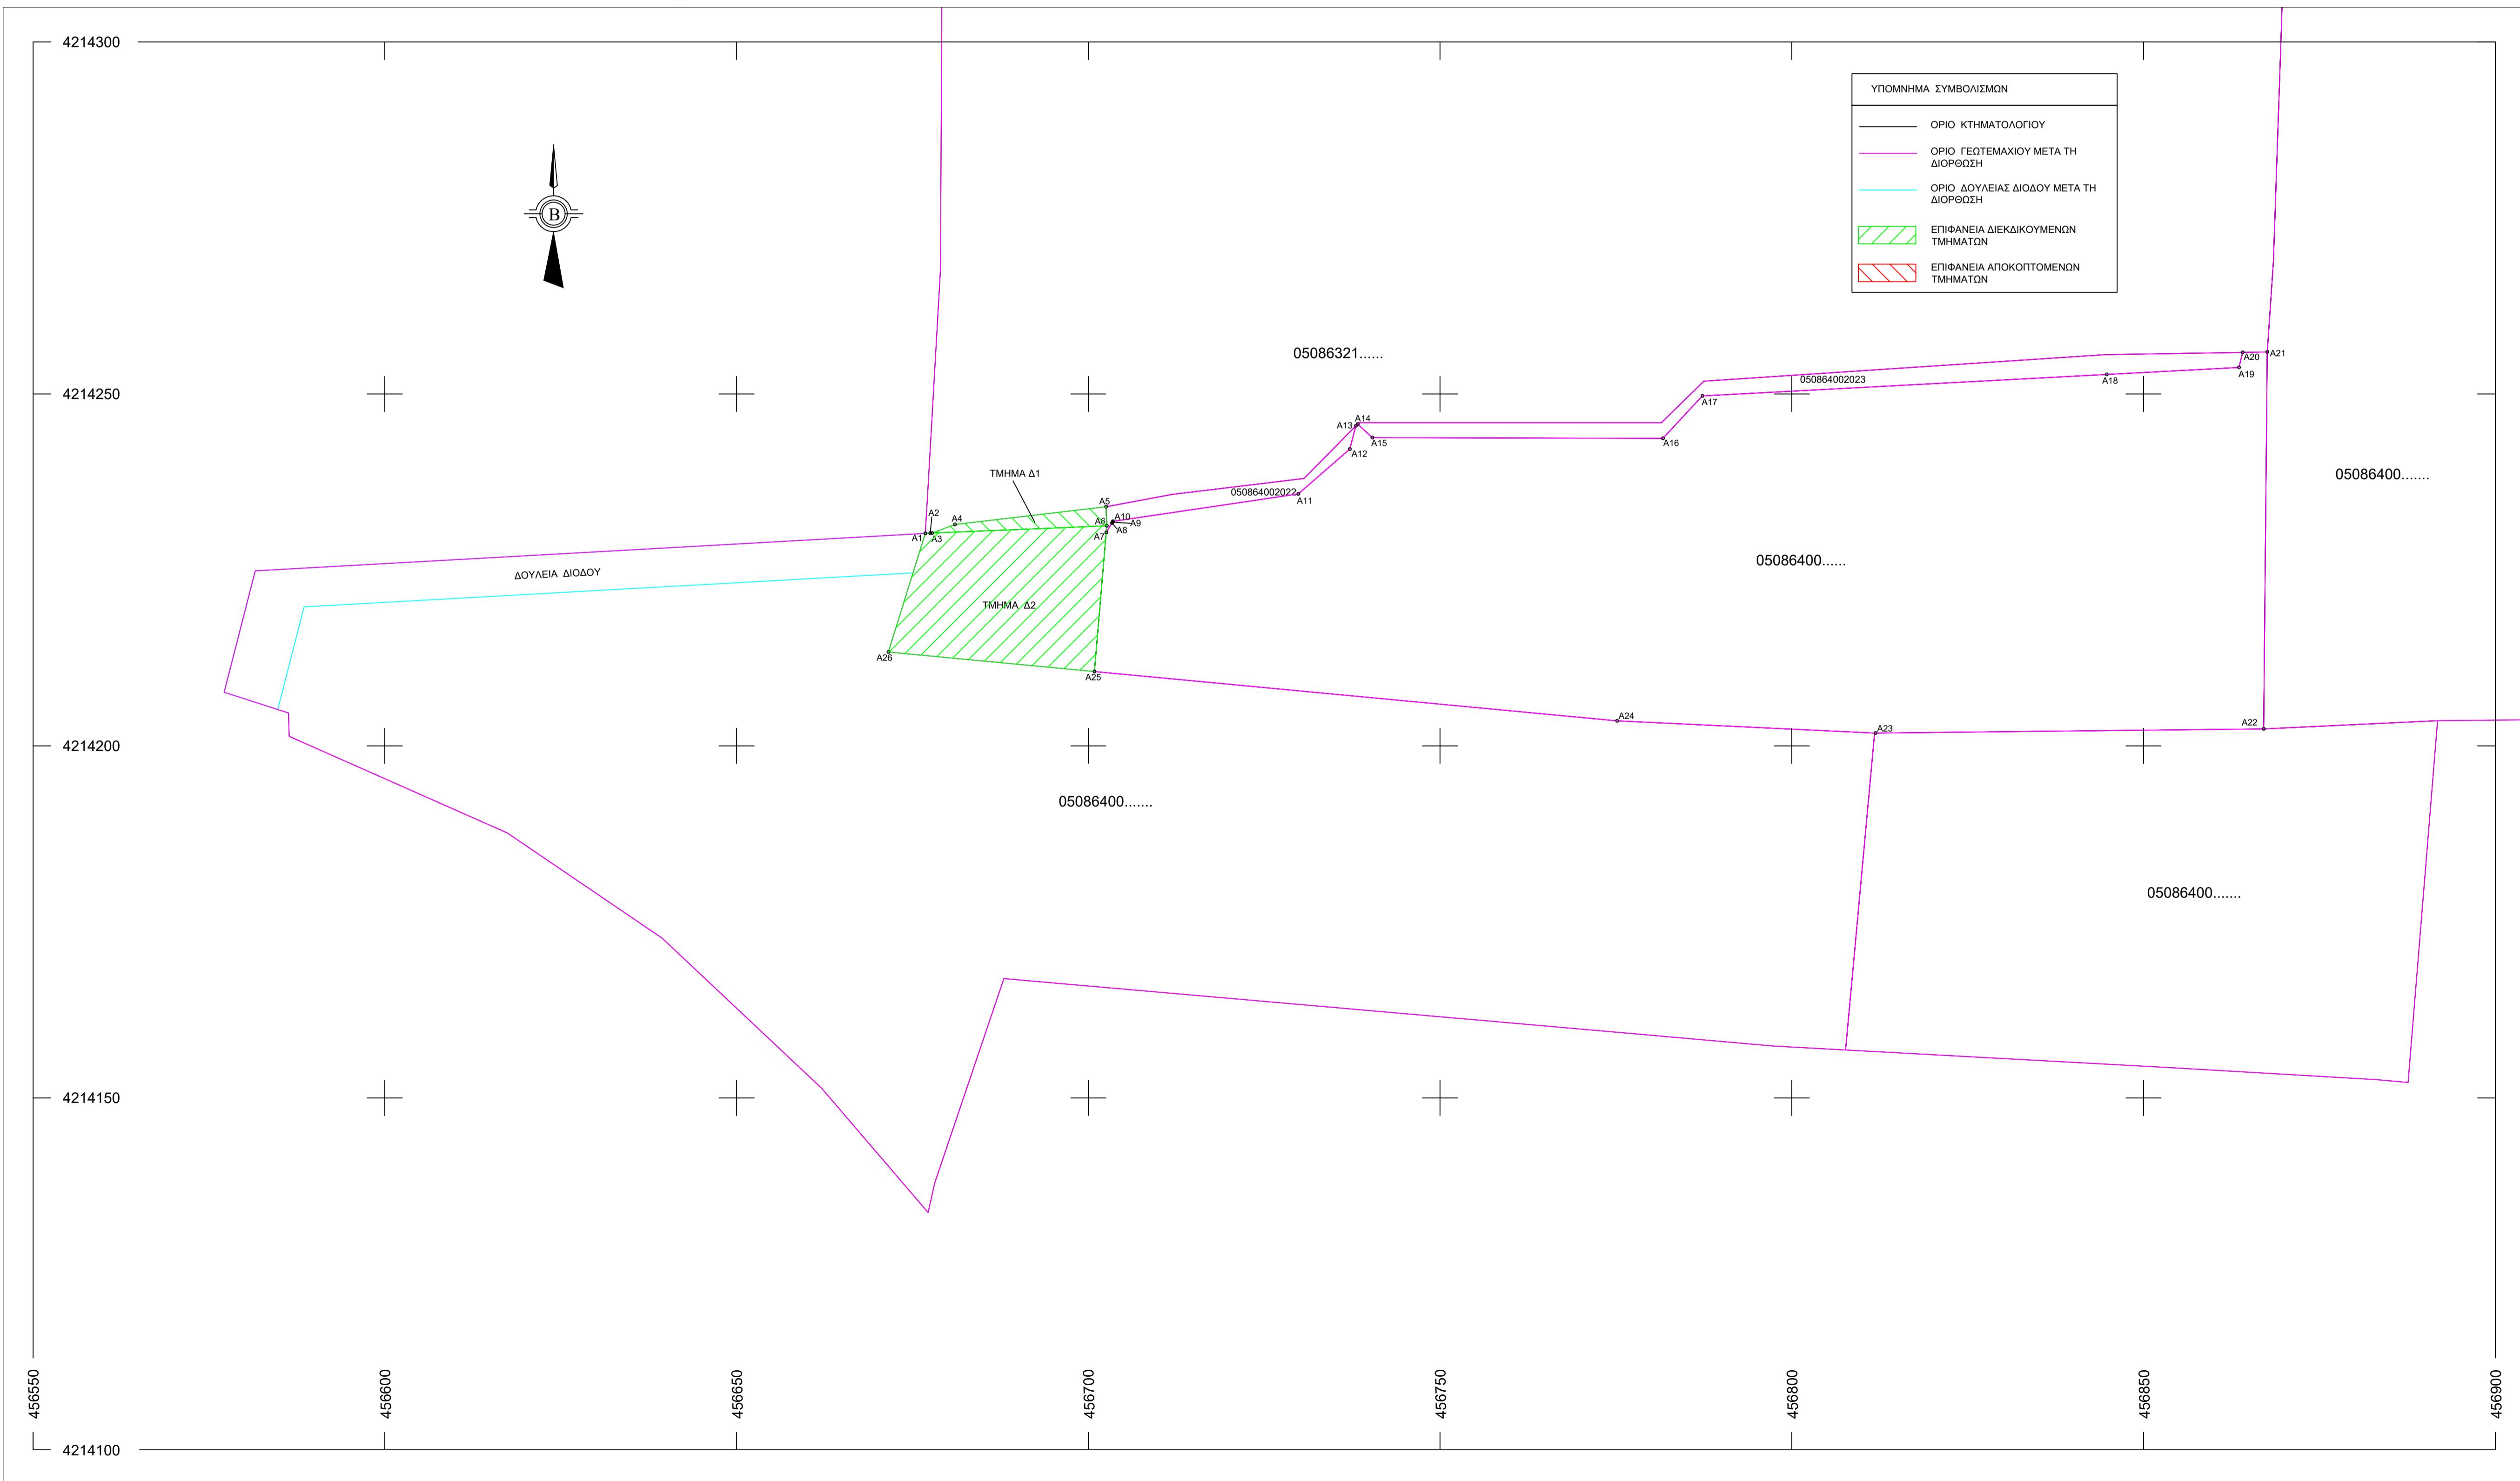 4214300
ΥΠΟΜΝΗΜΑ ΣΥΜΒΟΛΙΣΜΩΝ
ΟΡΙΟ ΚΤΗΜΑΤΟΛΟΓΙΟΥ
ΟΡΙΟ ΓΕΩΤΕΜΑΧΙΟΥ ΜΕΤΑ ΤΗ
ΔΙΟΡΘΩΣΗ
ΟΡΙΟ ΔΟΥΛΕΙΑΣ ΔΙΟΔΟΥ ΜΕΤΑ ΤΗ
ΔΙΟΡΘΩΣΗ
ΕΠΙΦΑΝΕΙΑ ΔΙΕΚΔΙΚΟΥΜΕΝΩΝ
ΤΜΗΜΑΤΩΝ
ΕΠΙΦΑΝΕΙΑ ΑΠΟΚΟΠΤΟΜΕΝΩΝ
ΤΜΗΜΑΤΩΝ
Β
05086321......
A20
A21
A19
050864002023
A18
4214250
A17
A14
A13
A15
A16
A12
ΤΜΗΜΑ Δ1
05086400.......
050864002022
A11
A5
A2
A4
A10
A6
A9
A8
A1
A3
A7
05086400......
ΔΟΥΛΕΙΑ ΔΙΟΔΟΥ
ΤΜΗΜΑ Δ2
A26
A25
A24
A22
A23
4214200
05086400.......
05086400.......
4214150
456550
456600
456650
456700
456750
456800
456850
456900
4214100